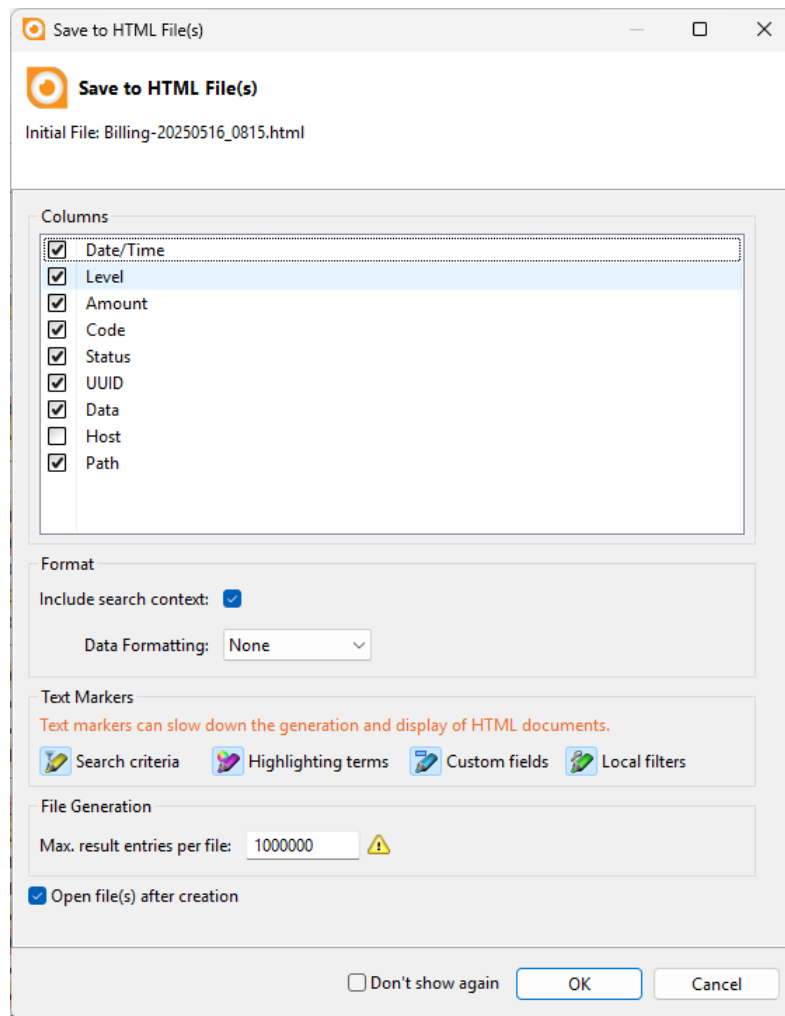 Save to HTML File(s)
Save to HTML File(s)
Initial File: Billing-20250516_0815.html
Columns
Date/Time
Level
Amount
Code
Status
UUID
Data
Host
Path
Format
Include search context:
Data Formatting: None
Text Markers
Text markers can slow down the generation and display of HTML documents.
Search criteria Highlighting terms Custom fields Local filters
File Generation
Max. result entries per file: 1000000
Open file(s) after creation
Don't show again OK Cancel